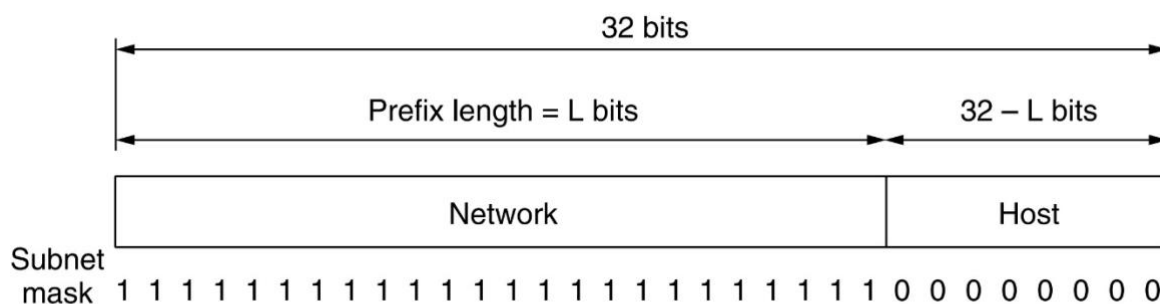 32 bits
Prefix length = L bits 32 – L bits
Network Host
Subnet
mask 1 1 1 1 1 1 1 1 1 1 1 1 1 1 1 1 1 1 1 1 1 1 1 1 0 0 0 0 0 0 0 0